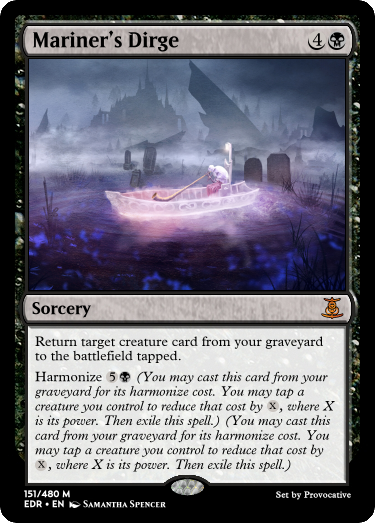 Mariner's Dirge 4
Sorcery
Return target creature card from your graveyard
to the battlefield tapped.
Harmonize 5 (You may cast this card from your
graveyard for its harmonize cost. You may tap a
creature you control to reduce that cost by X, where X
is its power. Then exile this spell.) (You may cast this
card from your graveyard for its harmonize cost. You
may tap a creature you control to reduce that cost by
X, where X is its power. Then exile this spell.)
151/480 M
EDR • EN Samantha Spencer
Set by Provocative